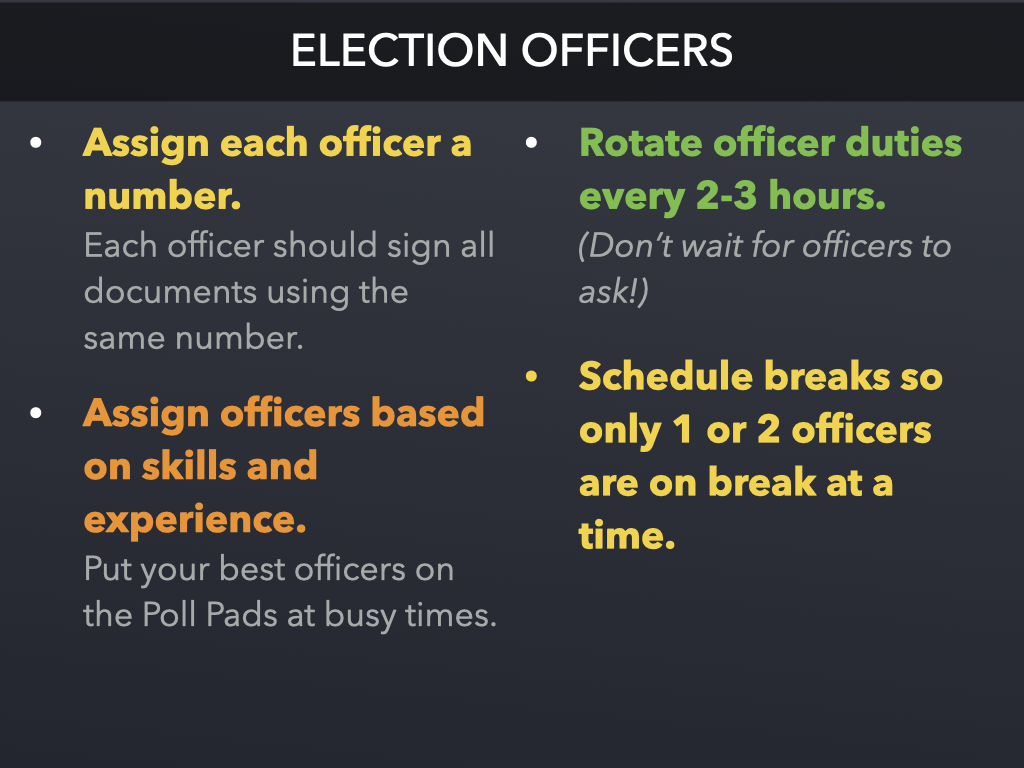 ELECTION OFFICERS
• Assign each officer a
number.
Each officer should sign all
documents using the
same number.
• Assign officers based
on skills and
experience.
Put your best officers on
the Poll Pads at busy times.
• Rotate officer duties
every 2-3 hours.
(Don’t wait for officers to
ask!)
• Schedule breaks so
only 1 or 2 officers
are on break at a
time.